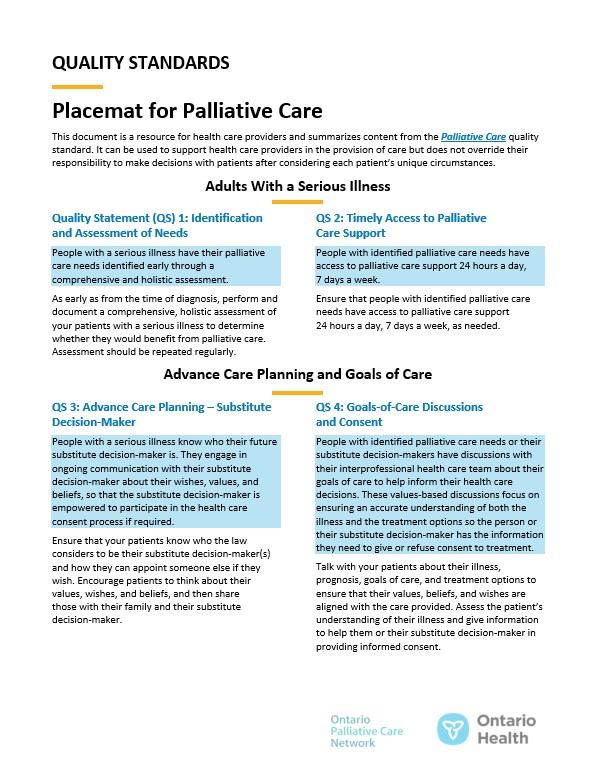 QUALITY STANDARDS
Placemat for Palliative Care
This document is a resource for health care providers and summarizes content from the Palliative Care quality
standard. It can be used to support health care providers in the provision of care but does not override their
responsibility to make decisions with patients after considering each patient's unique circumstances.
Adults With a Serious Illness
Quality Statement (QS) 1: Identification
and Assessment of Needs
People with a serious illness have their palliative
care needs identified early through a
comprehensive and holistic assessment.
As early as from the time of diagnosis, perform and
document a comprehensive, holistic assessment of
your patients with a serious illness to determine
whether they would benefit from palliative care.
Assessment should be repeated regularly.
QS 2: Timely Access to Palliative
Care Support
People with identified palliative care needs have
access to palliative care support 24 hours a day,
7 days a week.
Ensure that people with identified palliative care
needs have access to palliative care support
24 hours a day, 7 days a week, as needed.
Advance Care Planning and Goals of Care
QS 3: Advance Care Planning – Substitute
Decision-Maker
People with a serious illness know who their future
substitute decision-maker is. They engage in
ongoing communication with their substitute
decision-maker about their wishes, values, and
beliefs, so that the substitute decision-maker is
empowered to participate in the health care
consent process if required.
Ensure that your patients know who the law
considers to be their substitute decision-maker(s)
and how they can appoint someone else if they
wish. Encourage patients to think about their
values, wishes, and beliefs, and then share
those with their family and their substitute
decision-maker.
QS 4: Goals-of-Care Discussions
and Consent
People with identified palliative care needs or their
substitute decision-makers have discussions with
their interprofessional health care team about their
goals of care to help inform their health care
decisions. These values-based discussions focus on
ensuring an accurate understanding of both the
illness and the treatment options so the person or
their substitute decision-maker has the information
they need to give or refuse consent to treatment.
Talk with your patients about their illness,
prognosis, goals of care, and treatment options to
ensure that their values, beliefs, and wishes are
aligned with the care provided. Assess the patient's
understanding of their illness and give information
to help them or their substitute decision-maker in
providing informed consent.
Ontario
Palliative Care
Network
Ontario
Health